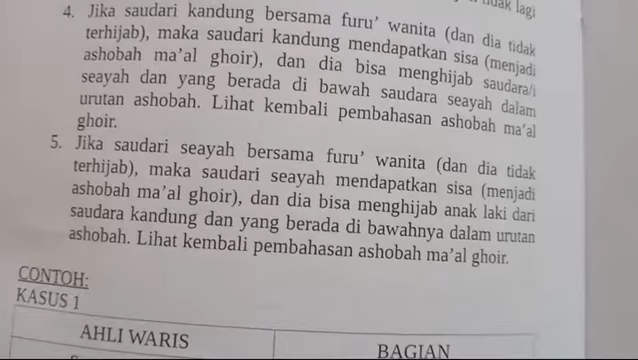 tidak lagi
4. Jika saudari kandung bersama furu' wanita (dan dia tidak
terhijab), maka saudari kandung mendapatkan sisa (menjadi
ashobah ma'al ghoir), dan dia bisa menghijab saudara/i
seayah dan yang berada di bawah saudara seayah dalam
urutan ashobah. Lihat kembali pembahasan ashobah ma'al
ghoir.
5. Jika saudari seayah bersama furu' wanita (dan dia tidak
terhijab), maka saudari seayah mendapatkan sisa (menjadi
ashobah ma'al ghoir), dan dia bisa menghijab anak laki dari
saudara kandung dan yang berada di bawahnya dalam urutan
ashobah. Lihat kembali pembahasan ashobah ma'al ghoir.
CONTOH:
KASUS 1
AHLI WARIS BAGIAN